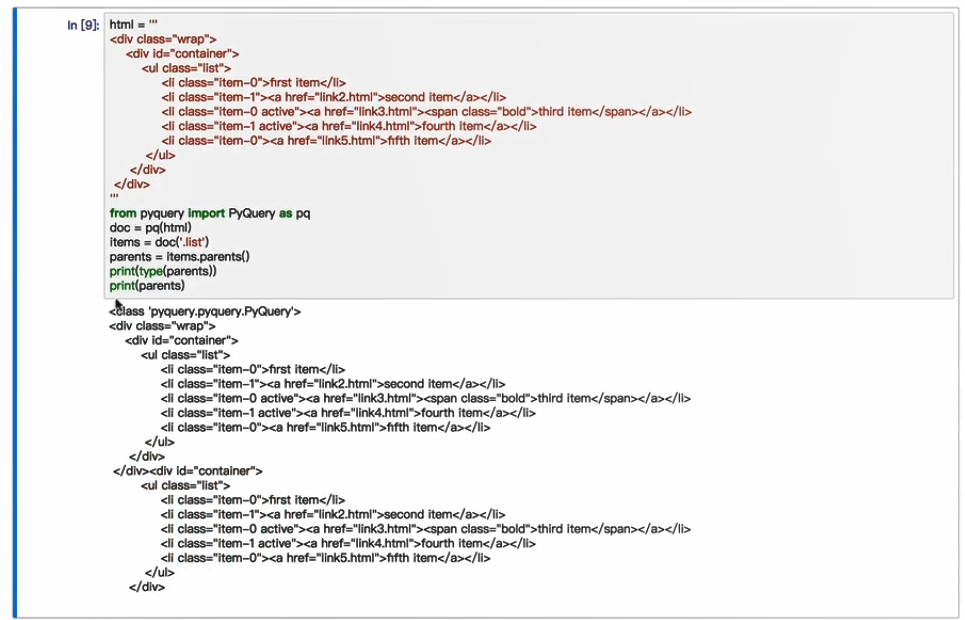 In [9]: html = '''
<div class="wrap">
    <div id="container">
        <ul class="list">
             <li class="item-0">first item</li>
             <li class="item-1"><a href="link2.html">second item</a></li>
             <li class="item-0 active"><a href="link3.html"><span class="bold">third item</span></a></li>
             <li class="item-1 active"><a href="link4.html">fourth item</a></li>
             <li class="item-0"><a href="link5.html">fifth item</a></li>
         </ul>
     </div>
 </div>
'''
from pyquery import PyQuery as pq
doc = pq(html)
items = doc('.list')
parents = items.parents()
print(type(parents))
print(parents)
<class 'pyquery.pyquery.PyQuery'>
<div class="wrap">
    <div id="container">
        <ul class="list">
             <li class="item-0">first item</li>
             <li class="item-1"><a href="link2.html">second item</a></li>
             <li class="item-0 active"><a href="link3.html"><span class="bold">third item</span></a></li>
             <li class="item-1 active"><a href="link4.html">fourth item</a></li>
             <li class="item-0"><a href="link5.html">fifth item</a></li>
         </ul>
     </div>
 </div><div id="container">
        <ul class="list">
             <li class="item-0">first item</li>
             <li class="item-1"><a href="link2.html">second item</a></li>
             <li class="item-0 active"><a href="link3.html"><span class="bold">third item</span></a></li>
             <li class="item-1 active"><a href="link4.html">fourth item</a></li>
             <li class="item-0"><a href="link5.html">fifth item</a></li>
         </ul>
     </div>